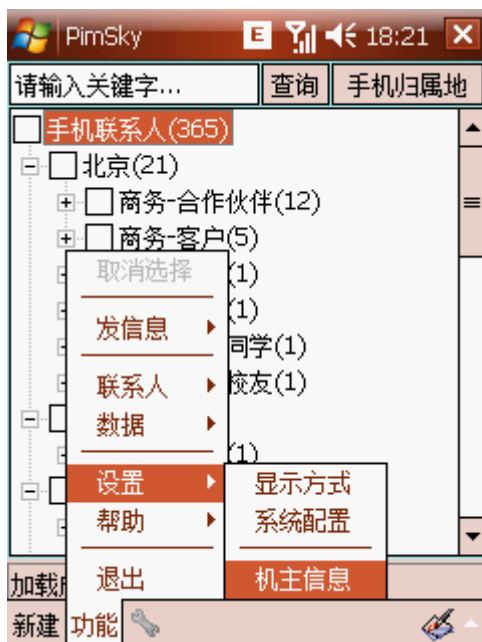 PimSky E 18:21
请输入关键字... 查询 手机归属地
手机联系人(365)
北京(21)
商务-合作伙伴(12)
商务-客户(5)
取消选择 (1)
(1)
发信息
同学(1)
联系人 校友(1)
数据
(1)
设置 显示方式
帮助 系统配置
退出 机主信息
加载
新建 功能